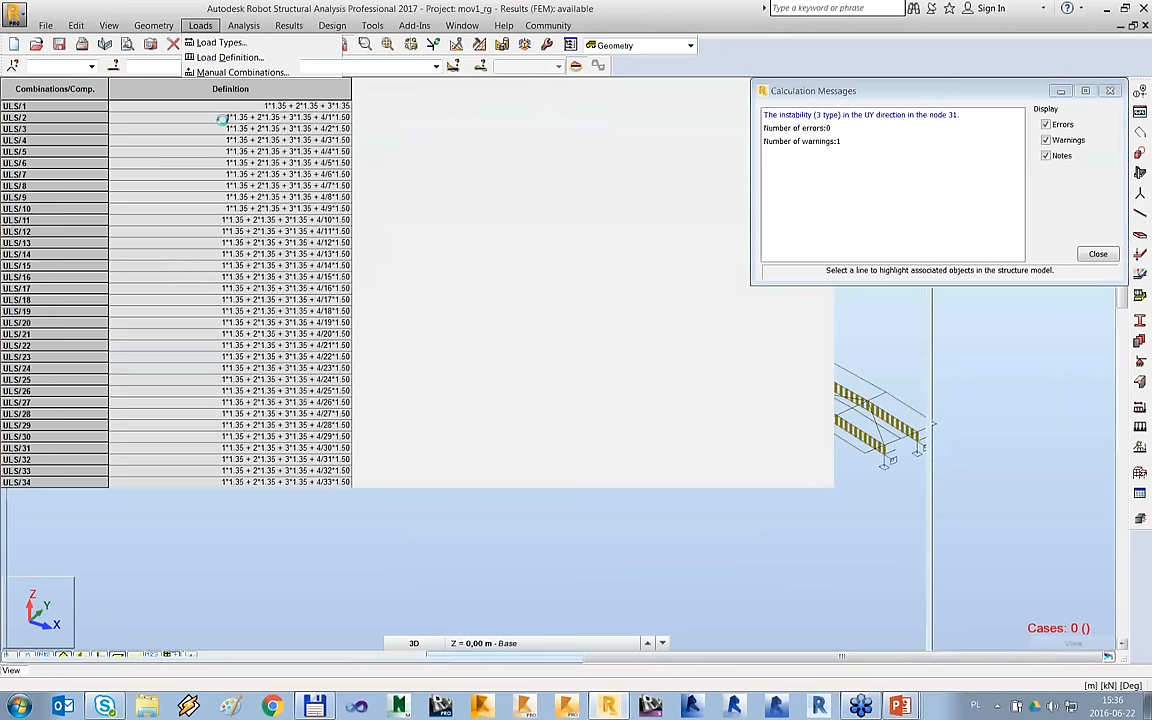 Autodesk Robot Structural Analysis Professional 2017 - Project: mov1_rg - Results (FEM): available
Type a keyword or phrase
Sign In
PRO
File Edit View Geometry Loads Analysis Results Design Tools Add-Ins Window Help Community
Load Types...
Load Definition...
Manual Combinations...
Geometry
Combinations/Comp. Definition
ULS/1 1*1.35 + 2*1.35 + 3*1.35
ULS/2 1*1.35 + 2*1.35 + 3*1.35 + 4/1*1.50
ULS/3 1*1.35 + 2*1.35 + 3*1.35 + 4/2*1.50
ULS/4 1*1.35 + 2*1.35 + 3*1.35 + 4/3*1.50
ULS/5 1*1.35 + 2*1.35 + 3*1.35 + 4/4*1.50
ULS/6 1*1.35 + 2*1.35 + 3*1.35 + 4/5*1.50
ULS/7 1*1.35 + 2*1.35 + 3*1.35 + 4/6*1.50
ULS/8 1*1.35 + 2*1.35 + 3*1.35 + 4/7*1.50
ULS/9 1*1.35 + 2*1.35 + 3*1.35 + 4/8*1.50
ULS/10 1*1.35 + 2*1.35 + 3*1.35 + 4/9*1.50
ULS/11 1*1.35 + 2*1.35 + 3*1.35 + 4/10*1.50
ULS/12 1*1.35 + 2*1.35 + 3*1.35 + 4/11*1.50
ULS/13 1*1.35 + 2*1.35 + 3*1.35 + 4/12*1.50
ULS/14 1*1.35 + 2*1.35 + 3*1.35 + 4/13*1.50
ULS/15 1*1.35 + 2*1.35 + 3*1.35 + 4/14*1.50
ULS/16 1*1.35 + 2*1.35 + 3*1.35 + 4/15*1.50
ULS/17 1*1.35 + 2*1.35 + 3*1.35 + 4/16*1.50
ULS/18 1*1.35 + 2*1.35 + 3*1.35 + 4/17*1.50
ULS/19 1*1.35 + 2*1.35 + 3*1.35 + 4/18*1.50
ULS/20 1*1.35 + 2*1.35 + 3*1.35 + 4/19*1.50
ULS/21 1*1.35 + 2*1.35 + 3*1.35 + 4/20*1.50
ULS/22 1*1.35 + 2*1.35 + 3*1.35 + 4/21*1.50
ULS/23 1*1.35 + 2*1.35 + 3*1.35 + 4/22*1.50
ULS/24 1*1.35 + 2*1.35 + 3*1.35 + 4/23*1.50
ULS/25 1*1.35 + 2*1.35 + 3*1.35 + 4/24*1.50
ULS/26 1*1.35 + 2*1.35 + 3*1.35 + 4/25*1.50
ULS/27 1*1.35 + 2*1.35 + 3*1.35 + 4/26*1.50
ULS/28 1*1.35 + 2*1.35 + 3*1.35 + 4/27*1.50
ULS/29 1*1.35 + 2*1.35 + 3*1.35 + 4/28*1.50
ULS/30 1*1.35 + 2*1.35 + 3*1.35 + 4/29*1.50
ULS/31 1*1.35 + 2*1.35 + 3*1.35 + 4/30*1.50
ULS/32 1*1.35 + 2*1.35 + 3*1.35 + 4/31*1.50
ULS/33 1*1.35 + 2*1.35 + 3*1.35 + 4/32*1.50
ULS/34 1*1.35 + 2*1.35 + 3*1.35 + 4/33*1.50
Calculation Messages
The instability (3 type) in the UY direction in the node 31.
Number of errors:0
Number of warnings:1
Display
Errors
Warnings
Notes
Close
Select a line to highlight associated objects in the structure model.
Z
Y
X
3D Z = 0,00 m - Base
Cases: 0 ()
View
View
[m] [kN] [Deg]
PL
15:36
2016-06-22